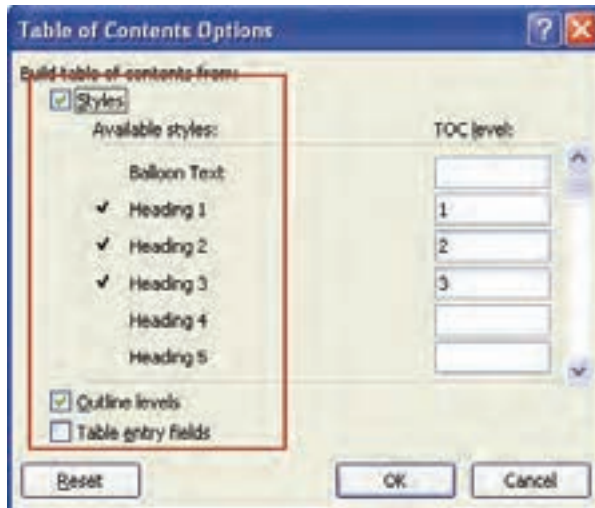 Table of Contents Options
Build table of contents from:
Styles
Available styles: TOC level:
Balloon Text
Heading 1 1
Heading 2 2
Heading 3 3
Heading 4
Heading 5
Outline levels
Table entry fields
Reset OK Cancel